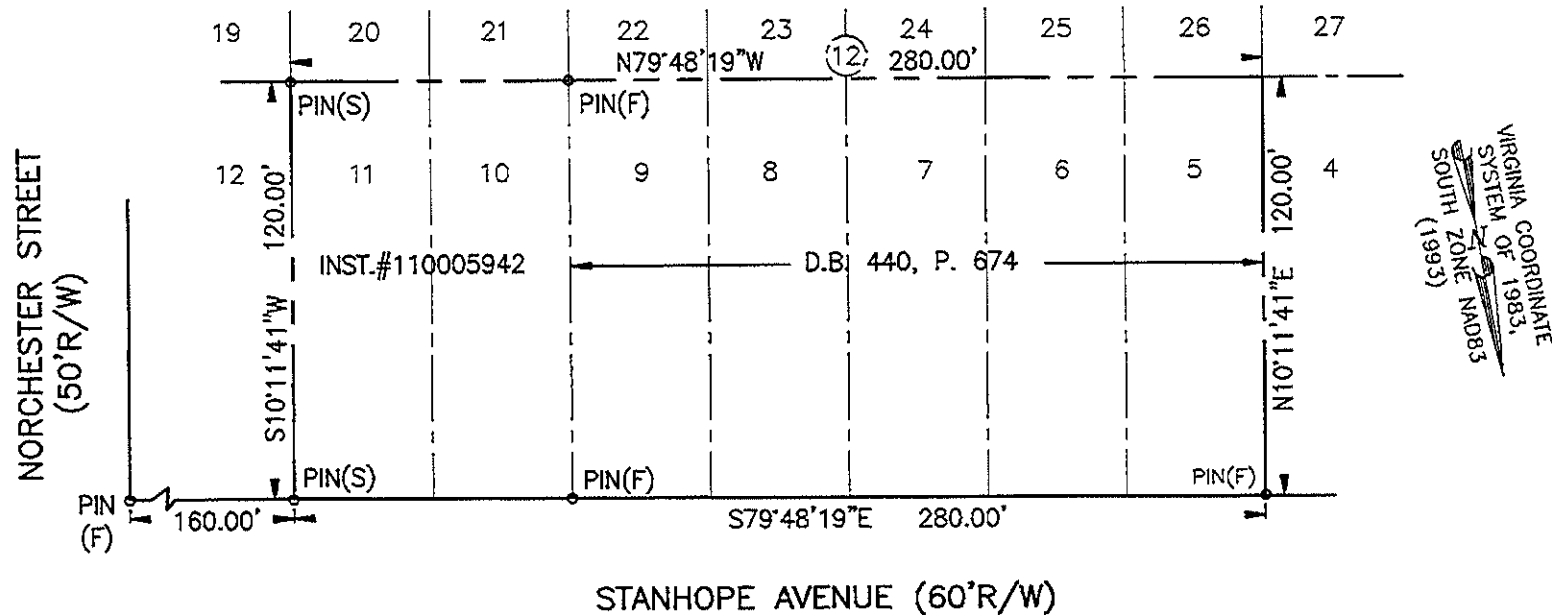 19 20 21 22 23 24 25 26 27
N79°48'19"W (12) 280.00'
PIN(S) PIN(F)
12 11 10 9 8 7 6 5 4
NORCHESTER STREET
(50'R/W)
S10°11'41"W 120.00'
INST.#110005942
D.B. 440, P. 674
N10°11'41"E 120.00'
VIRGINIA COORDINATE
SYSTEM OF 1983,
SOUTH ZONE NAD83
(1993)
N
PIN(S) PIN(F) PIN(F)
PIN
(F)
160.00'
S79°48'19"E 280.00'
STANHOPE AVENUE (60'R/W)